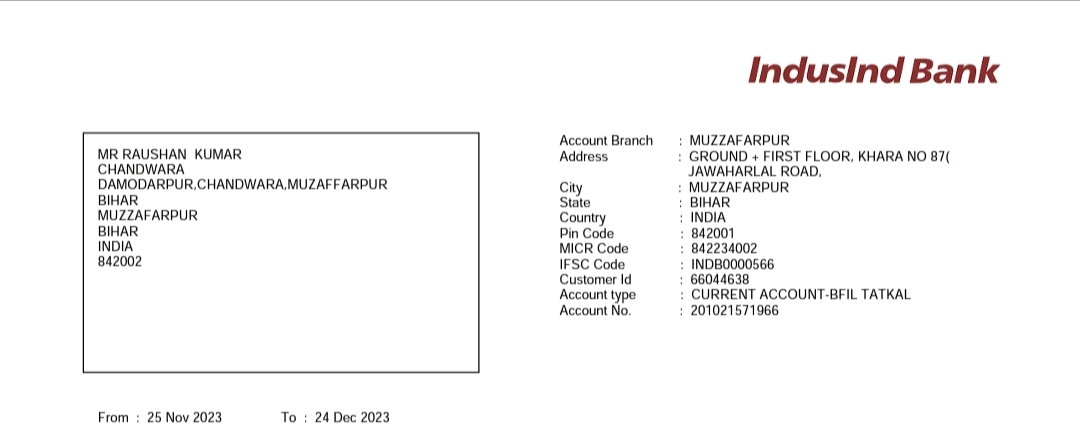 IndusInd Bank
MR RAUSHAN KUMAR
CHANDWARA
DAMODARPUR,CHANDWARA,MUZAFFARPUR
BIHAR
MUZZAFARPUR
BIHAR
INDIA
842002
Account Branch : MUZZAFARPUR
Address : GROUND + FIRST FLOOR, KHARA NO 87(
JAWAHARLAL ROAD,
City : MUZZAFARPUR
State : BIHAR
Country : INDIA
Pin Code : 842001
MICR Code : 842234002
IFSC Code : INDB0000566
Customer Id : 66044638
Account type : CURRENT ACCOUNT-BFIL TATKAL
Account No. : 201021571966
From : 25 Nov 2023 To : 24 Dec 2023